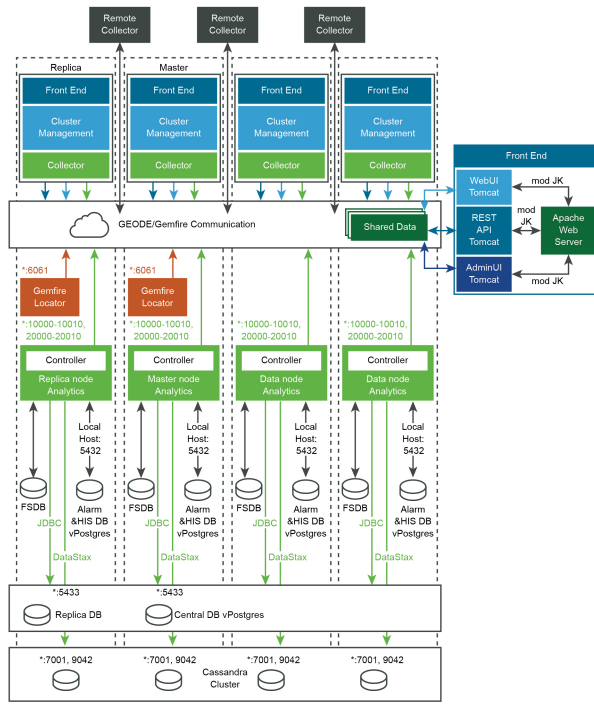 Remote
Collector
Remote
Collector
Remote
Collector
Replica
Master
Front End
Cluster
Management
Collector
Front End
Cluster
Management
Collector
Front End
Cluster
Management
Collector
Front End
Cluster
Management
Collector
GEODE/Gemfire Communication
Shared Data
Front End
WebUI
Tomcat
REST
API
Tomcat
AdminUI
Tomcat
mod JK
mod
JK
mod JK
Apache
Web
Server
*:6061
Gemfire
Locator
*:6061
Gemfire
Locator
*:10000-10010,
20000-20010
*:10000-10010,
20000-20010
*:10000-10010,
20000-20010
*:10000-10010,
20000-20010
Controller
Replica node
Analytics
Controller
Master node
Analytics
Controller
Data node
Analytics
Controller
Data node
Analytics
Local
Host:
5432
Local
Host:
5432
Local
Host:
5432
Local
Host:
5432
FSDB
Alarm
&HIS DB
vPostgres
FSDB
Alarm
&HIS DB
vPostgres
FSDB
Alarm
&HIS DB
vPostgres
FSDB
Alarm
&HIS DB
vPostgres
JDBC
DataStax
JDBC
DataStax
JDBC
DataStax
JDBC
DataStax
*:5433
Replica DB
*:5433
Central DB vPostgres
*:7001, 9042
*:7001, 9042
*:7001, 9042
*:7001, 9042
Cassandra
Cluster